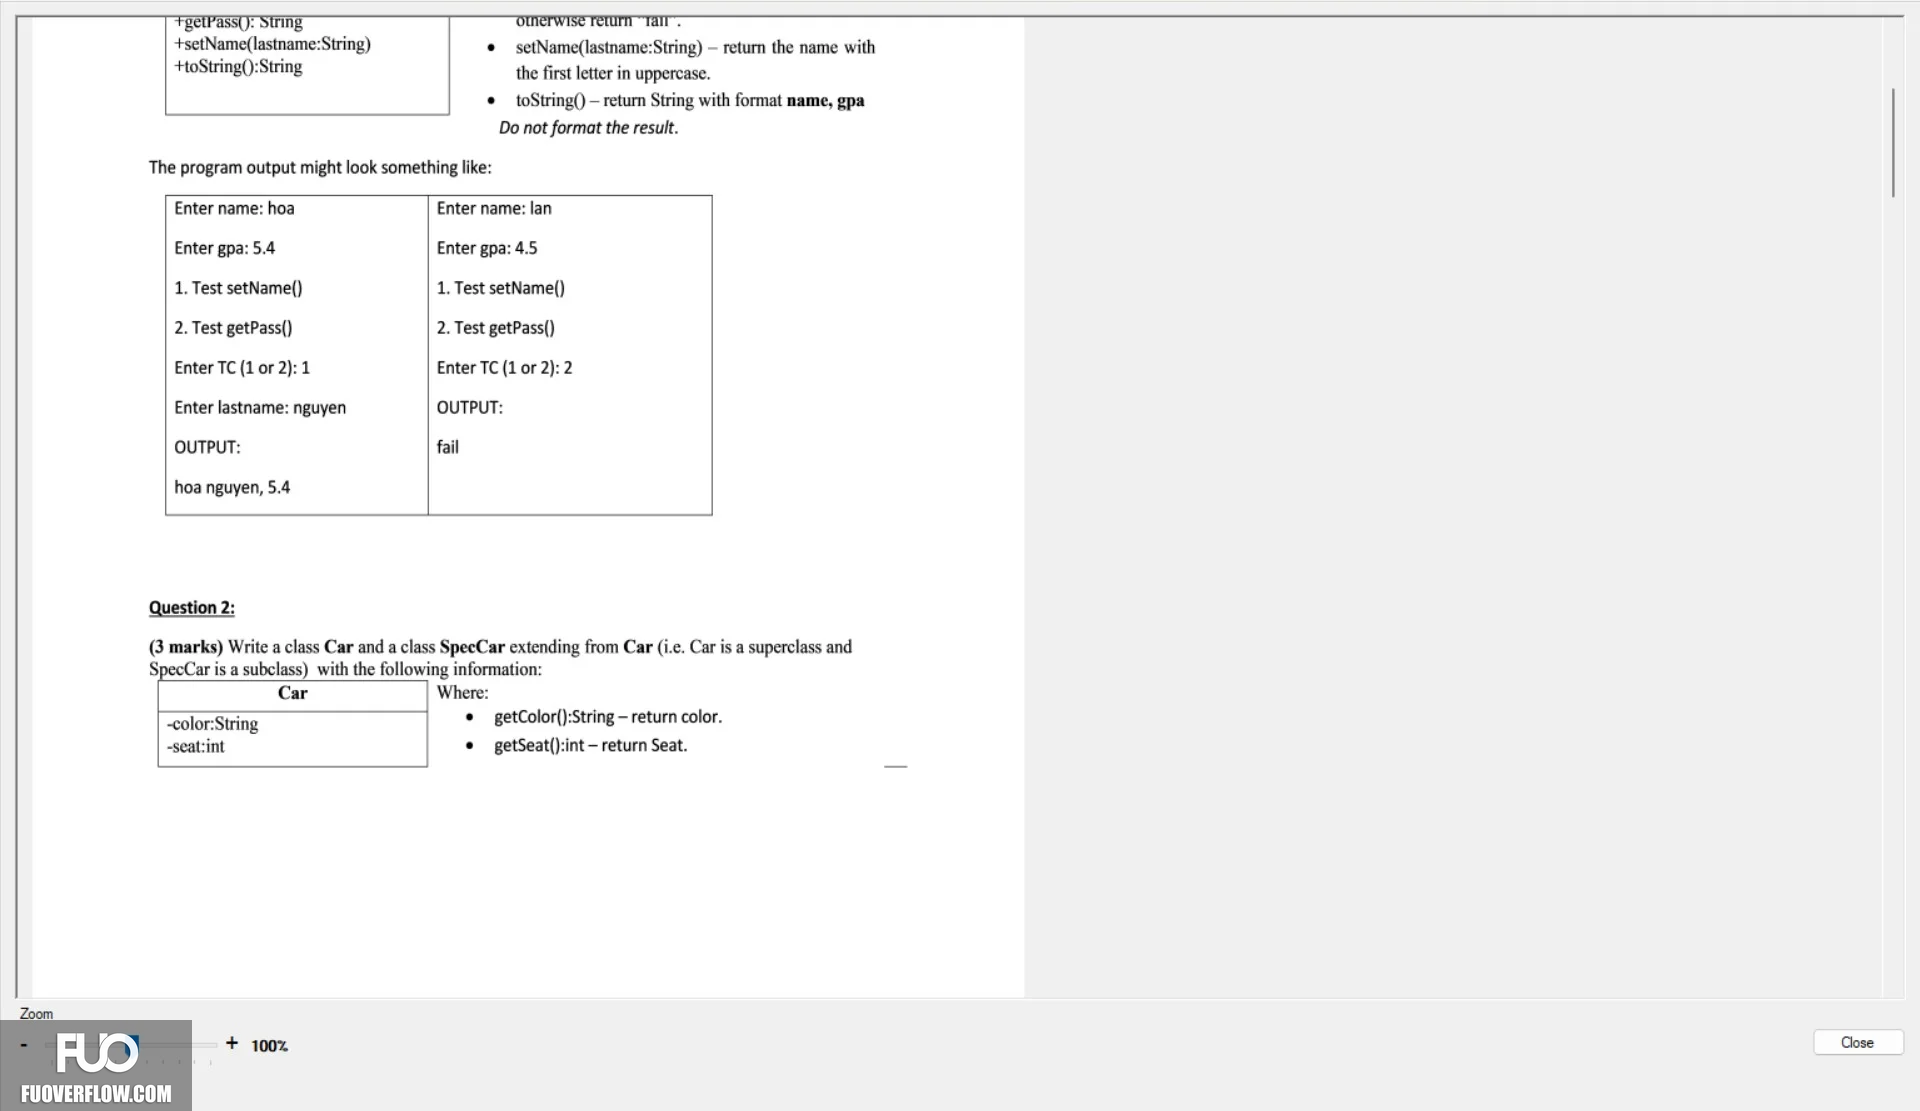 +getPass(): String
+setName(lastname:String)
+toString():String
otherwise return "fail".
• setName(lastname:String) – return the name with
the first letter in uppercase.
• toString() – return String with format name, gpa
Do not format the result.
The program output might look something like:
Enter name: hoa
Enter gpa: 5.4
1. Test setName()
2. Test getPass()
Enter TC (1 or 2): 1
Enter lastname: nguyen
OUTPUT:
hoa nguyen, 5.4
Enter name: lan
Enter gpa: 4.5
1. Test setName()
2. Test getPass()
Enter TC (1 or 2): 2
OUTPUT:
fail
Question 2:
(3 marks) Write a class Car and a class SpecCar extending from Car (i.e. Car is a superclass and
SpecCar is a subclass) with the following information:
Car
-color:String
-seat:int
Where:
• getColor():String – return color.
• getSeat():int – return Seat.
Zoom
- + 100%
Close
FUO
FUOVERFLOW.COM